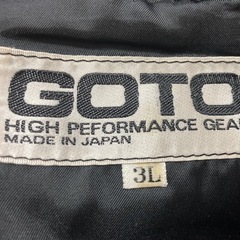 GOTO
HIGH PEFORMANCE GEA
MADE IN JAPAN
3L